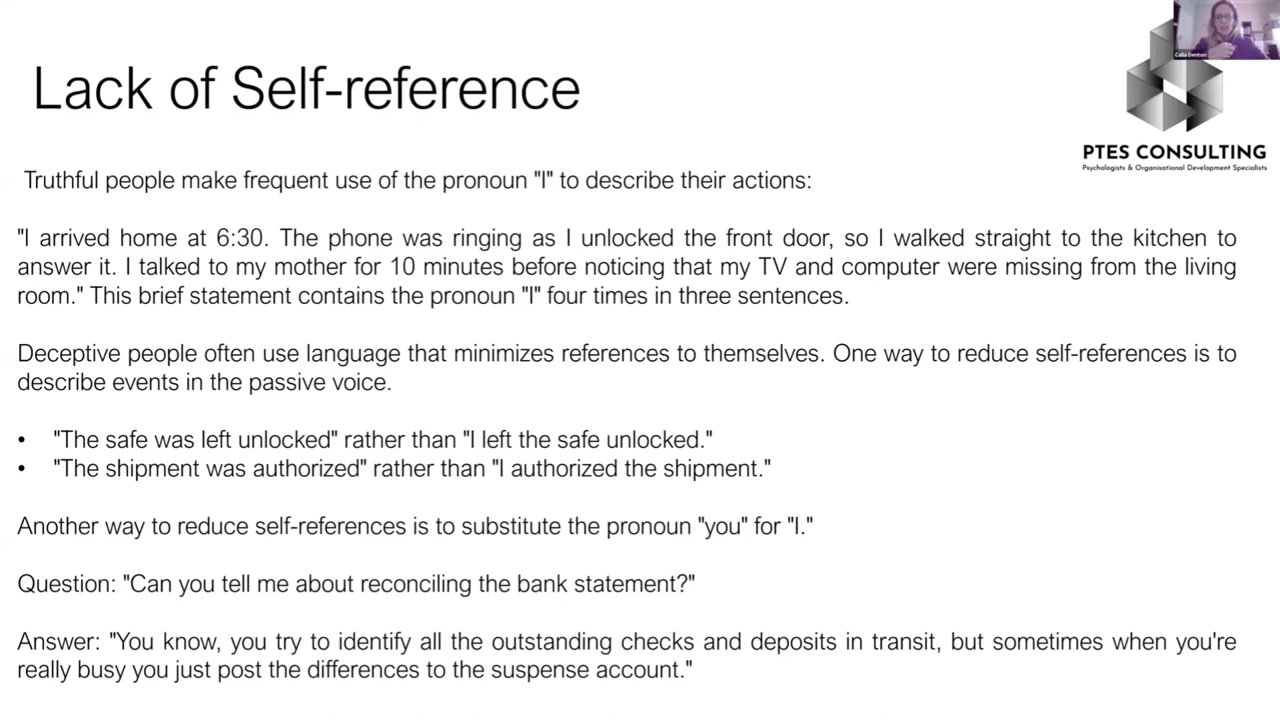 Celia Denton
Lack of Self-reference
PTES CONSULTING
Psychologists & Organisational Development Specialists
Truthful people make frequent use of the pronoun "I" to describe their actions:
"I arrived home at 6:30. The phone was ringing as I unlocked the front door, so I walked straight to the kitchen to
answer it. I talked to my mother for 10 minutes before noticing that my TV and computer were missing from the living
room." This brief statement contains the pronoun "I" four times in three sentences.
Deceptive people often use language that minimizes references to themselves. One way to reduce self-references is to
describe events in the passive voice.
• "The safe was left unlocked" rather than "I left the safe unlocked."
• "The shipment was authorized" rather than "I authorized the shipment."
Another way to reduce self-references is to substitute the pronoun "you" for "I."
Question: "Can you tell me about reconciling the bank statement?"
Answer: "You know, you try to identify all the outstanding checks and deposits in transit, but sometimes when you're
really busy you just post the differences to the suspense account."